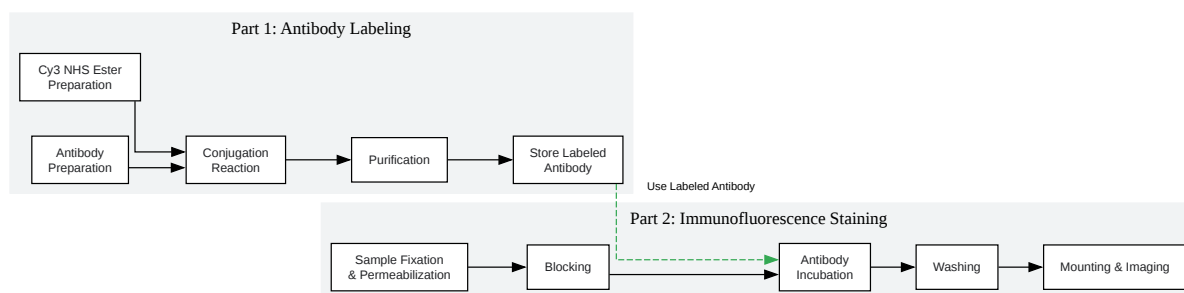 Part 1: Antibody Labeling
Cy3 NHS Ester
Preparation
Antibody
Preparation
Conjugation
Reaction
Purification
Store Labeled
Antibody
Use Labeled Antibody
Part 2: Immunofluorescence Staining
Sample Fixation
& Permeabilization
Blocking
Antibody
Incubation
Washing
Mounting & Imaging